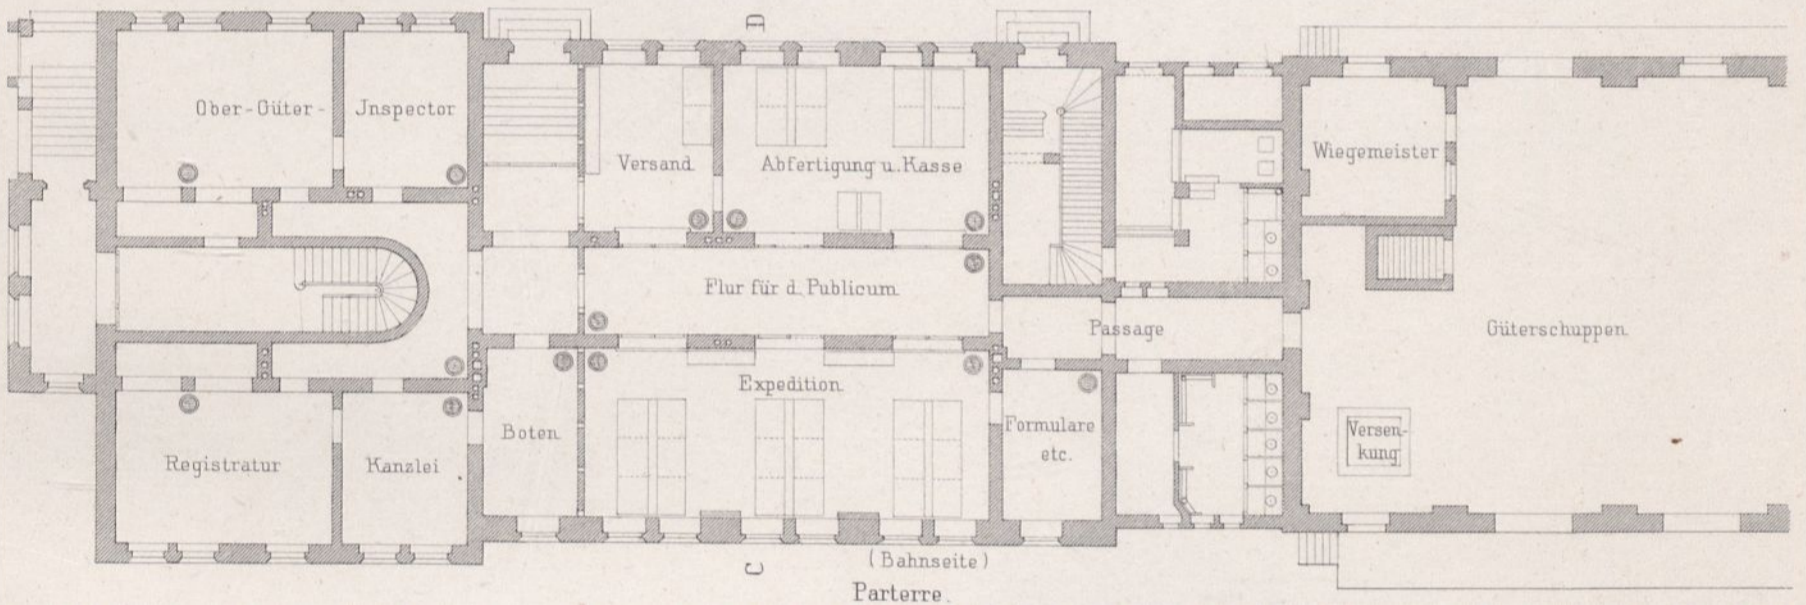 D
Ober-Güter-
Jnspector
Versand
Abfertigung u. Kasse
Wiegemeister
Flur für d. Publicum
Passage
Güterschuppen
Expedition
Boten
Formulare
etc.
Registratur
Kanzlei
Versen-
kung
C
(Bahnseite)
Parterre.